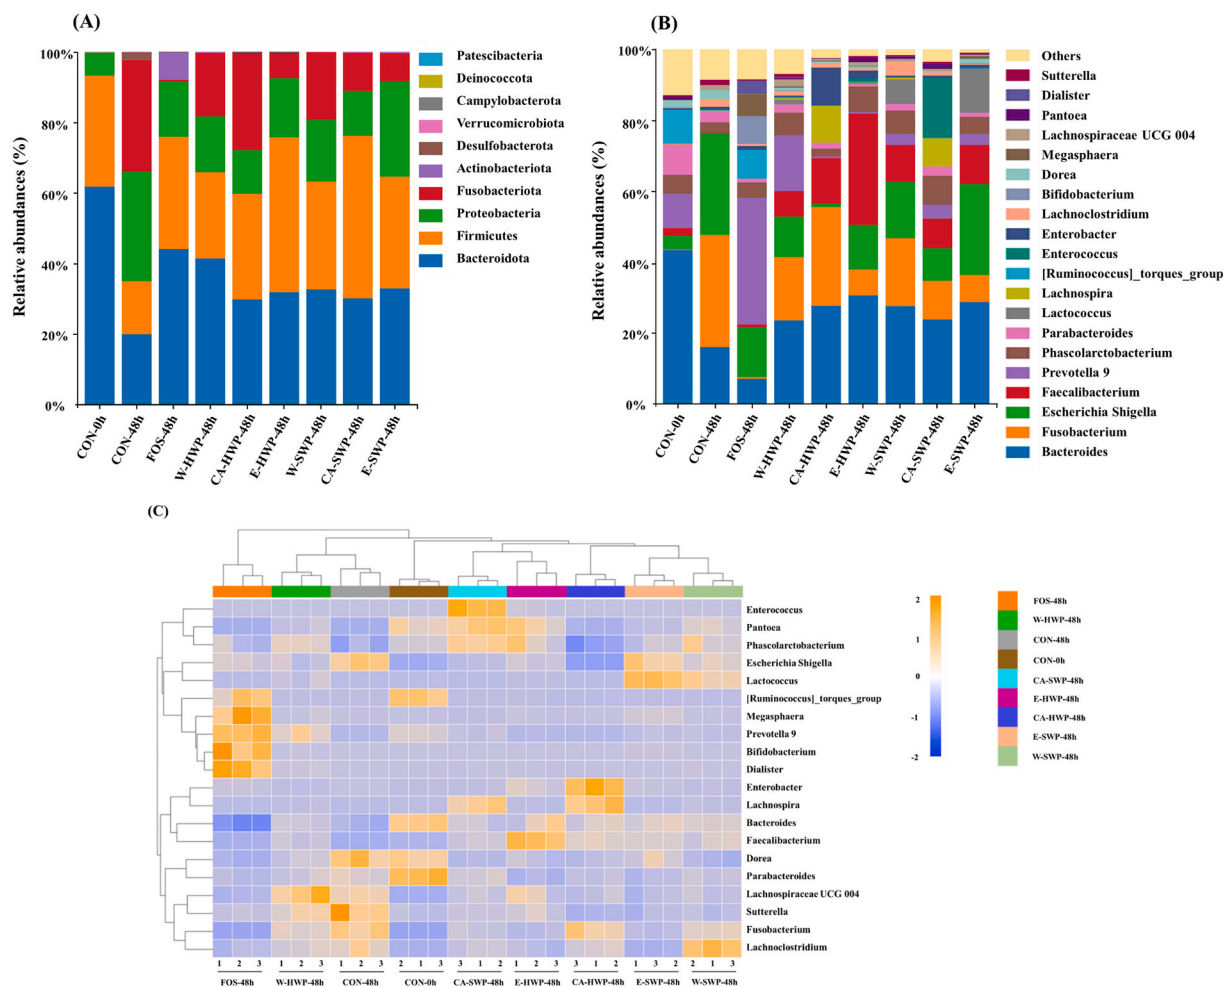 (A)
Relative abundances (%)
100%
80%
60%
40%
20%
0%
CON-0h
CON-48h
FOS-48h
W-HWP-48h
CA-HWP-48h
E-HWP-48h
W-SWP-48h
CA-SWP-48h
E-SWP-48h
Patescibacteria
Deinococcota
Campylobacterota
Verrucomicrobiota
Desulfobacterota
Actinobacteriota
Fusobacteriota
Proteobacteria
Firmicutes
Bacteroidota
(B)
Relative abundances (%)
100%
80%
60%
40%
20%
0%
CON-0h
CON-48h
FOS-48h
W-HWP-48h
CA-HWP-48h
E-HWP-48h
W-SWP-48h
CA-SWP-48h
E-SWP-48h
Others
Sutterella
Dialister
Pantoea
Lachnospiraceae UCG 004
Megasphaera
Dorea
Bifidobacterium
Lachnoclostridium
Enterobacter
Enterococcus
[Ruminococcus]_torques_group
Lachnospira
Lactococcus
Parabacteroides
Phascolarctobacterium
Prevotella 9
Faecalibacterium
Escherichia Shigella
Fusobacterium
Bacteroides
(C)
Enterococcus
Pantoea
Phascolarctobacterium
Escherichia Shigella
Lactococcus
[Ruminococcus]_torques_group
Megasphaera
Prevotella 9
Bifidobacterium
Dialister
Enterobacter
Lachnospira
Bacteroides
Faecalibacterium
Dorea
Parabacteroides
Lachnospiraceae UCG 004
Sutterella
Fusobacterium
Lachnoclostridium
1 2 3 1 2 3 1 2 3 2 1 3 3 1 2 1 2 3 3 1 2 1 3 2 2 1 3
FOS-48h W-HWP-48h CON-48h CON-0h CA-SWP-48h E-HWP-48h CA-HWP-48h E-SWP-48h W-SWP-48h
2
1
0
-1
-2
FOS-48h
W-HWP-48h
CON-48h
CON-0h
CA-SWP-48h
E-HWP-48h
CA-HWP-48h
E-SWP-48h
W-SWP-48h